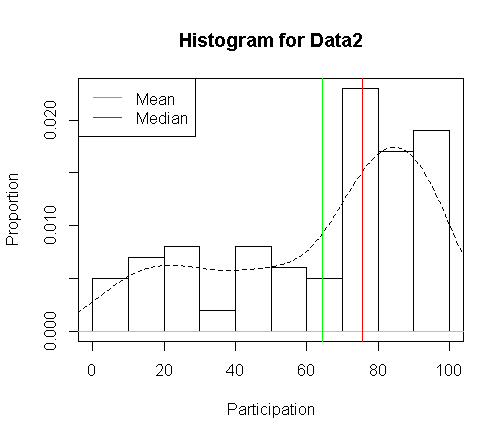 Histogram for Data2
Mean
Median
Proportion
0.000
0.010
0.020
0
20
40
60
80
100
Participation